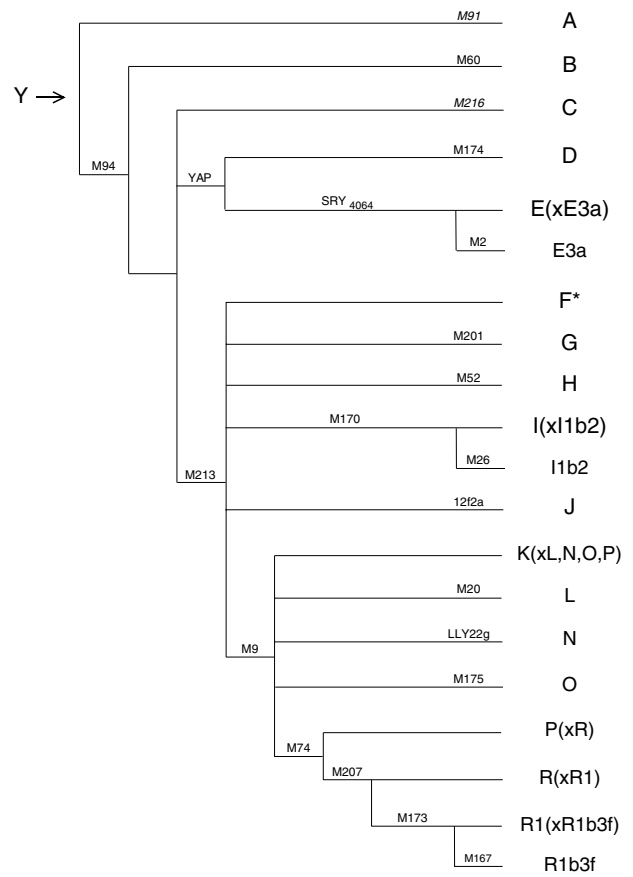 M91 A
M60 B
Y
M216 C
M94
M174 D
YAP
SRY 4064 E(xE3a)
M2 E3a
F*
M201 G
M52 H
M170 I(xI1b2)
M26 I1b2
M213
12f2a J
K(xL,N,O,P)
M20 L
LLY22g N
M9
M175 O
P(xR)
M74
M207 R(xR1)
M173 R1(xR1b3f)
M167 R1b3f